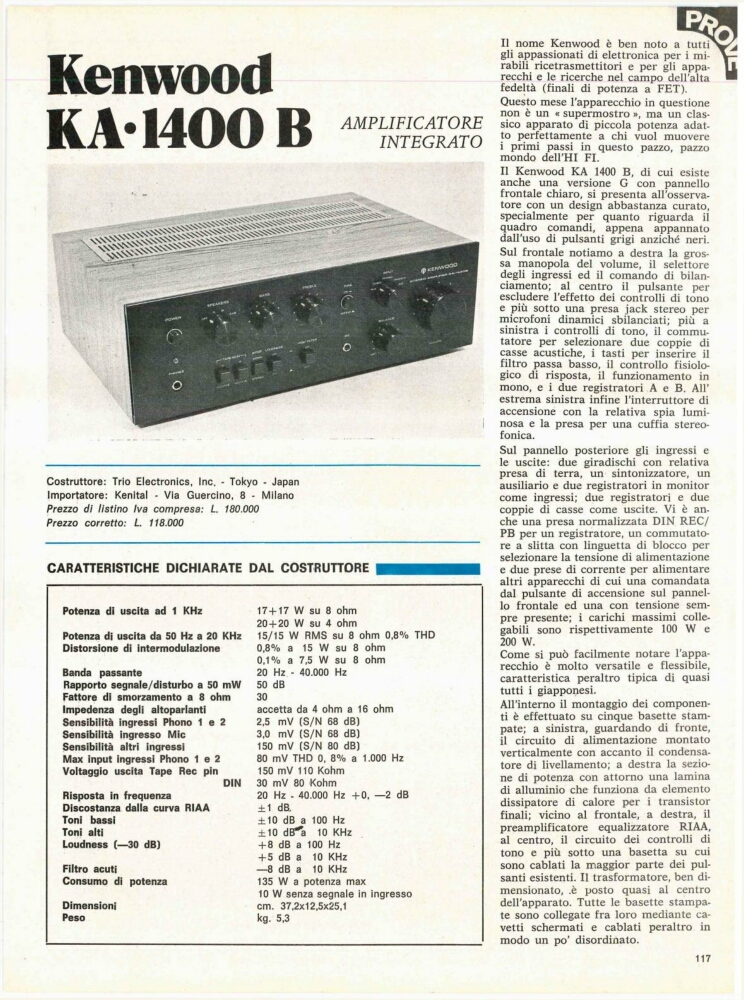 PROVE
Kenwood
KA·1400 B
AMPLIFICATORE
INTEGRATO
KENWOOD
POWER
SPEAKERS
BASS
TREBLE
PHONES
Costruttore: Trio Electronics, Inc. - Tokyo - Japan
Importatore: Kenital - Via Guercino, 8 - Milano
Prezzo di listino Iva compresa: L. 180.000
Prezzo corretto: L. 118.000
CARATTERISTICHE DICHIARATE DAL COSTRUTTORE
Potenza di uscita ad 1 KHz 17+17 W su 8 ohm
20+20 W su 4 ohm
Potenza di uscita da 50 Hz a 20 KHz 15/15 W RMS su 8 ohm 0,8% THD
Distorsione di intermodulazione 0,8% a 15 W su 8 ohm
0,1% a 7,5 W su 8 ohm
Banda passante 20 Hz - 40.000 Hz
Rapporto segnale/disturbo a 50 mW 50 dB
Fattore di smorzamento a 8 ohm 30
Impedenza degli altoparlanti accetta da 4 ohm a 16 ohm
Sensibilità ingressi Phono 1 e 2 2,5 mV (S/N 68 dB)
Sensibilità ingresso Mic 3,0 mV (S/N 68 dB)
Sensibilità altri ingressi 150 mV (S/N 80 dB)
Max input ingressi Phono 1 e 2 80 mV THD 0, 8% a 1.000 Hz
Voltaggio uscita Tape Rec pin 150 mV 110 Kohm
DIN 30 mV 80 Kohm
Risposta in frequenza 20 Hz - 40.000 Hz +0, —2 dB
Discostanza dalla curva RIAA ±1 dB.
Toni bassi ±10 dB a 100 Hz
Toni alti ±10 dB a 10 KHz
Loudness (—30 dB) +8 dB a 100 Hz
+5 dB a 10 KHz
Filtro acuti —8 dB a 10 KHz
Consumo di potenza 135 W a potenza max
10 W senza segnale in ingresso
Dimensioni cm. 37,2x12,5x25,1
Peso kg. 5,3
Il nome Kenwood è ben noto a tutti
gli appassionati di elettronica per i mi-
rabili ricetrasmettitori e per gli appa-
recchi e le ricerche nel campo dell'alta
fedeltà (finali di potenza a FET).
Questo mese l'apparecchio in questione
non è un « supermostro », ma un clas-
sico apparato di piccola potenza adat-
to perfettamente a chi vuol muovere
i primi passi in questo pazzo, pazzo
mondo dell'HI FI.
Il Kenwood KA 1400 B, di cui esiste
anche una versione G con pannello
frontale chiaro, si presenta all'osserva-
tore con un design abbastanza curato,
specialmente per quanto riguarda il
quadro comandi, appena appannato
dall'uso di pulsanti grigi anziché neri.
Sul frontale notiamo a destra la gros-
sa manopola del volume, il selettore
degli ingressi ed il comando di bilan-
ciamento; al centro il pulsante per
escludere l'effetto dei controlli di tono
e più sotto una presa jack stereo per
microfoni dinamici sbilanciati; più a
sinistra i controlli di tono, il commu-
tatore per selezionare due coppie di
casse acustiche, i tasti per inserire il
filtro passa basso, il controllo fisiolo-
gico di risposta, il funzionamento in
mono, e i due registratori A e B. All'
estrema sinistra infine l'interruttore di
accensione con la relativa spia lumi-
nosa e la presa per una cuffia stereo-
fonica.
Sul pannello posteriore gli ingressi e
le uscite: due giradischi con relativa
presa di terra, un sintonizzatore, un
ausiliario e due registratori in monitor
come ingressi; due registratori e due
coppie di casse come uscite. Vi è an-
che una presa normalizzata DIN REC/
PB per un registratore, un commutato-
re a slitta con linguetta di blocco per
selezionare la tensione di alimentazione
e due prese di corrente per alimentare
altri apparecchi di cui una comandata
dal pulsante di accensione sul pannel-
lo frontale ed una con tensione sem-
pre presente; i carichi massimi colle-
gabili sono rispettivamente 100 W e
200 W.
Come si può facilmente notare l'appa-
recchio è molto versatile e flessibile,
caratteristica peraltro tipica di quasi
tutti i giapponesi.
All'interno il montaggio dei componen-
ti è effettuato su cinque basette stam-
pate; a sinistra, guardando di fronte,
il circuito di alimentazione montato
verticalmente con accanto il condensa-
tore di livellamento; a destra la sezio-
ne di potenza con attorno una lamina
di alluminio che funziona da elemento
dissipatore di calore per i transistor
finali; vicino al frontale, a destra, il
preamplificatore equalizzatore RIAA,
al centro, il circuito dei controlli di
tono e più sotto una basetta su cui
sono cablati la maggior parte dei pul-
santi esistenti. Il trasformatore, ben di-
mensionato, è posto quasi al centro
dell'apparato. Tutte le basette stampa-
te sono collegate fra loro mediante ca-
vetti schermati e cablati peraltro in
modo un po' disordinato.
117